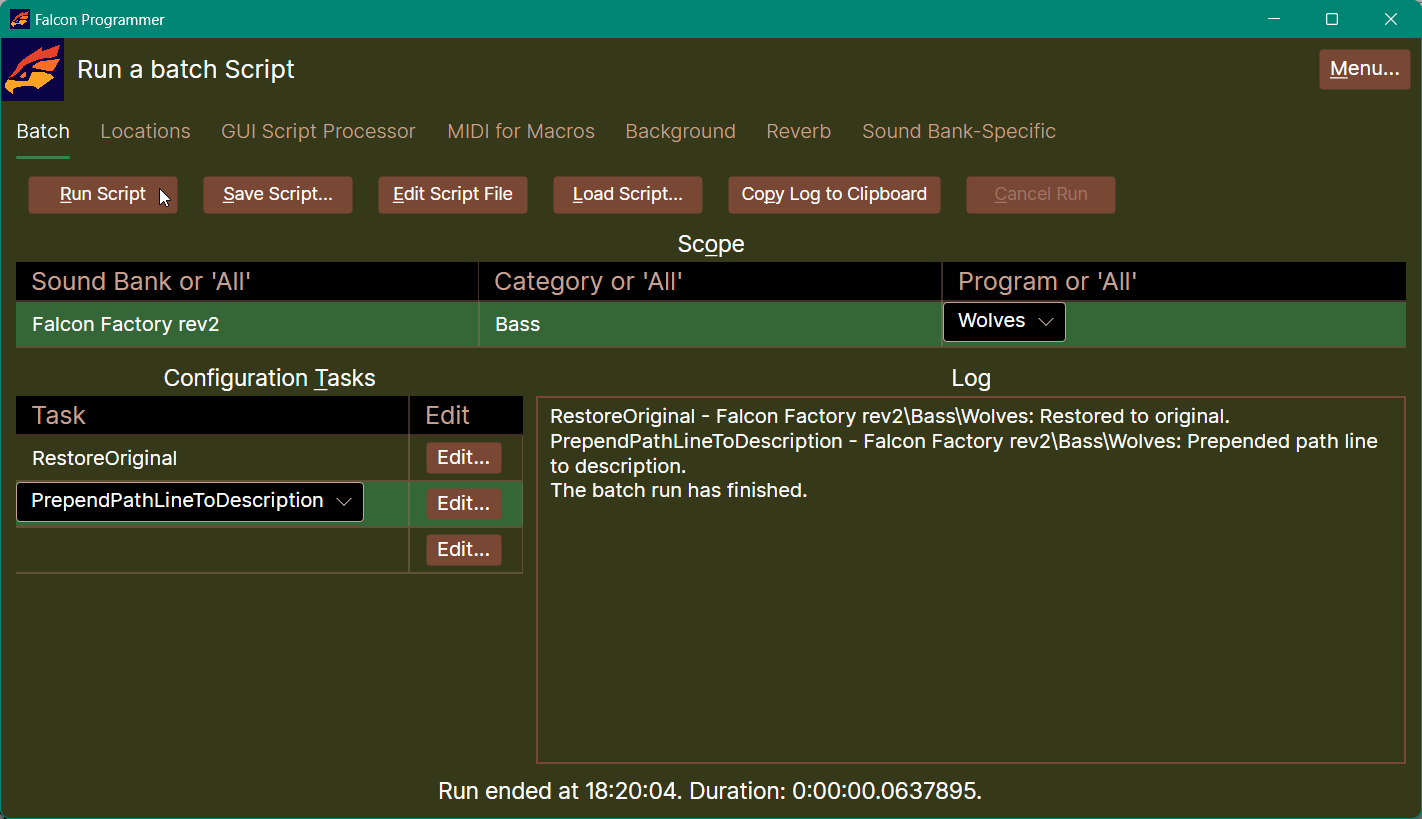 Falcon Programmer
Run a batch Script
Menu...
Batch Locations GUI Script Processor MIDI for Macros Background Reverb Sound Bank-Specific
Run Script Save Script... Edit Script File Load Script... Copy Log to Clipboard Cancel Run
Scope
Sound Bank or 'All' Category or 'All' Program or 'All'
Falcon Factory rev2 Bass Wolves
Configuration Tasks
Task Edit
RestoreOriginal Edit...
PrependPathLineToDescription Edit...
Edit...
Log
RestoreOriginal - Falcon Factory rev2\Bass\Wolves: Restored to original.
PrependPathLineToDescription - Falcon Factory rev2\Bass\Wolves: Prepended path line
to description.
The batch run has finished.
Run ended at 18:20:04. Duration: 0:00:00.0637895.